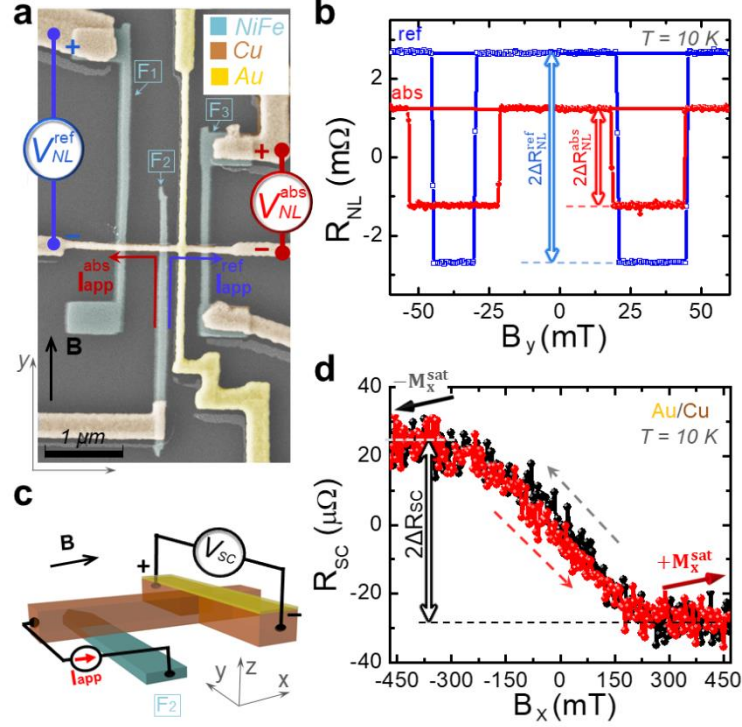 a
NiFe
Cu
Au
F₁
F₂
F₃
+
V_NL^ref
−
+
V_NL^abs
−
I_app^abs
I_app^ref
B
y
1 µm
b
ref
T = 10 K
abs
2ΔR_NL^ref
2ΔR_NL^abs
R_NL (mΩ)
2
0
-2
-50
-25
0
25
50
B_y (mT)
c
B
V_SC
+
−
I_app
F₂
y
z
x
d
−M_x^sat
Au/Cu
T = 10 K
2ΔR_SC
+M_x^sat
R_SC (µΩ)
40
20
0
-20
-40
-450
-300
-150
0
150
300
450
B_X (mT)